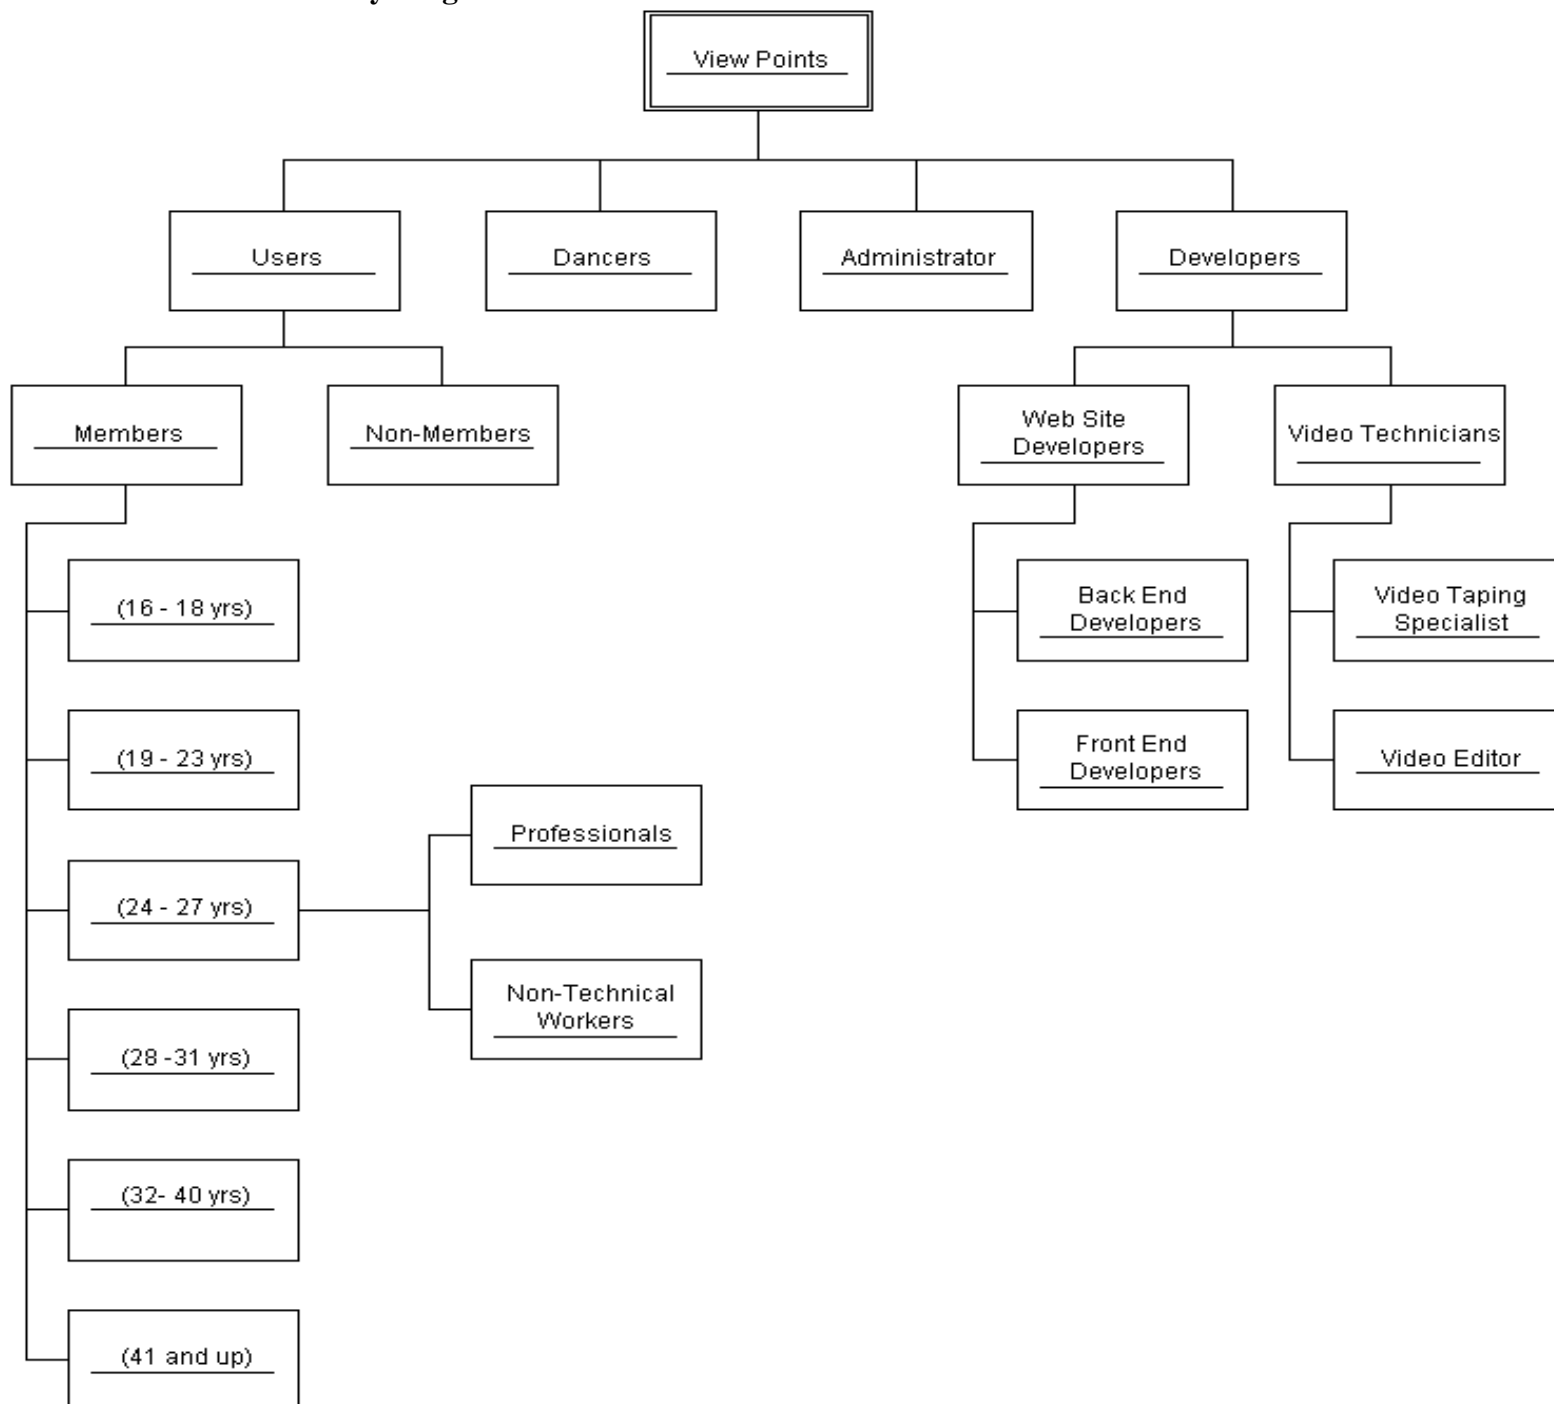 View Points
Users
Dancers
Administrator
Developers
Members
Non-Members
Web Site
Developers
Video Technicians
(16 - 18 yrs)
Back End
Developers
Video Taping
Specialist
(19 - 23 yrs)
Front End
Developers
Video Editor
Professionals
(24 - 27 yrs)
Non-Technical
Workers
(28 -31 yrs)
(32- 40 yrs)
(41 and up)